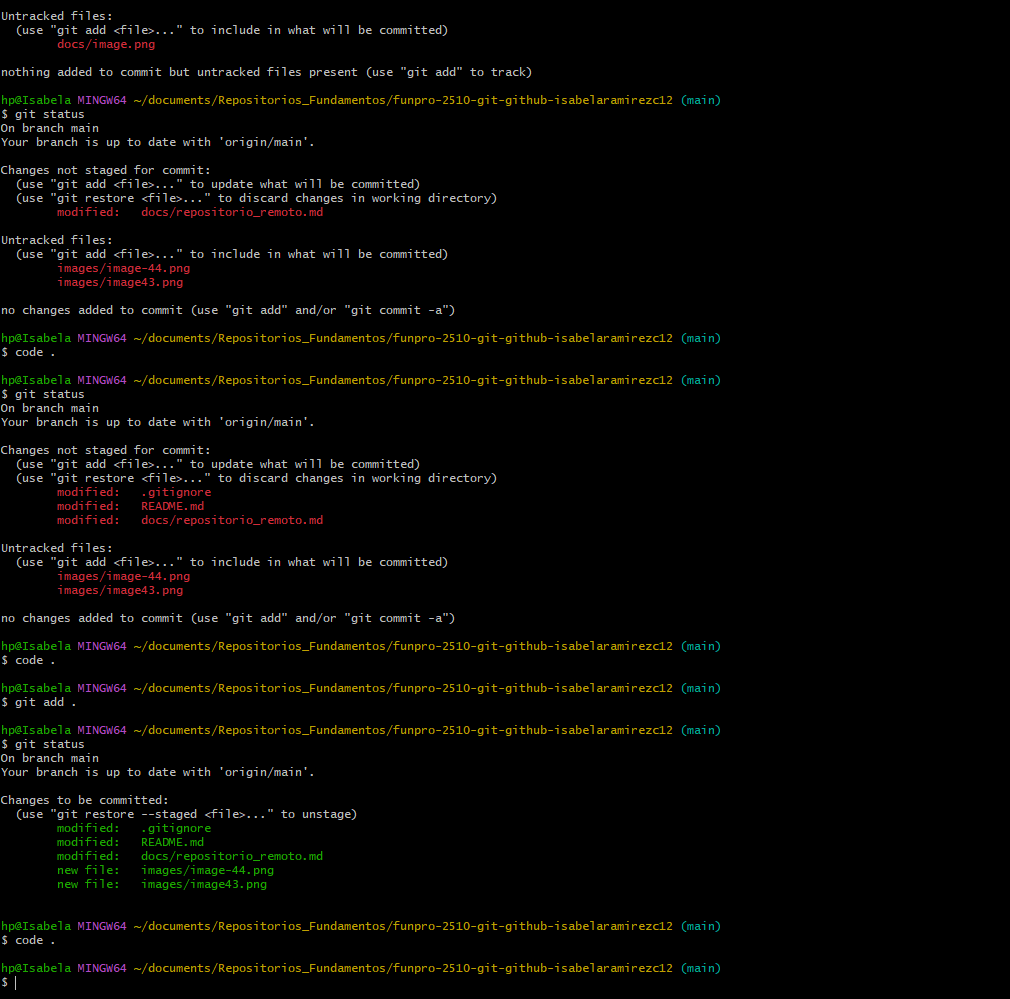 Untracked files:
  (use "git add <file>..." to include in what will be committed)
        docs/image.png

nothing added to commit but untracked files present (use "git add" to track)

hp@Isabela MINGW64 ~/documents/Repositorios_Fundamentos/funpro-2510-git-github-isabelaramirezc12 (main)
$ git status
On branch main
Your branch is up to date with 'origin/main'.

Changes not staged for commit:
  (use "git add <file>..." to update what will be committed)
  (use "git restore <file>..." to discard changes in working directory)
        modified:   docs/repositorio_remoto.md

Untracked files:
  (use "git add <file>..." to include in what will be committed)
        images/image-44.png
        images/image43.png

no changes added to commit (use "git add" and/or "git commit -a")

hp@Isabela MINGW64 ~/documents/Repositorios_Fundamentos/funpro-2510-git-github-isabelaramirezc12 (main)
$ code .

hp@Isabela MINGW64 ~/documents/Repositorios_Fundamentos/funpro-2510-git-github-isabelaramirezc12 (main)
$ git status
On branch main
Your branch is up to date with 'origin/main'.

Changes not staged for commit:
  (use "git add <file>..." to update what will be committed)
  (use "git restore <file>..." to discard changes in working directory)
        modified:   .gitignore
        modified:   README.md
        modified:   docs/repositorio_remoto.md

Untracked files:
  (use "git add <file>..." to include in what will be committed)
        images/image-44.png
        images/image43.png

no changes added to commit (use "git add" and/or "git commit -a")

hp@Isabela MINGW64 ~/documents/Repositorios_Fundamentos/funpro-2510-git-github-isabelaramirezc12 (main)
$ code .

hp@Isabela MINGW64 ~/documents/Repositorios_Fundamentos/funpro-2510-git-github-isabelaramirezc12 (main)
$ git add .

hp@Isabela MINGW64 ~/documents/Repositorios_Fundamentos/funpro-2510-git-github-isabelaramirezc12 (main)
$ git status
On branch main
Your branch is up to date with 'origin/main'.

Changes to be committed:
  (use "git restore --staged <file>..." to unstage)
        modified:   .gitignore
        modified:   README.md
        modified:   docs/repositorio_remoto.md
        new file:   images/image-44.png
        new file:   images/image43.png


hp@Isabela MINGW64 ~/documents/Repositorios_Fundamentos/funpro-2510-git-github-isabelaramirezc12 (main)
$ code .

hp@Isabela MINGW64 ~/documents/Repositorios_Fundamentos/funpro-2510-git-github-isabelaramirezc12 (main)
$